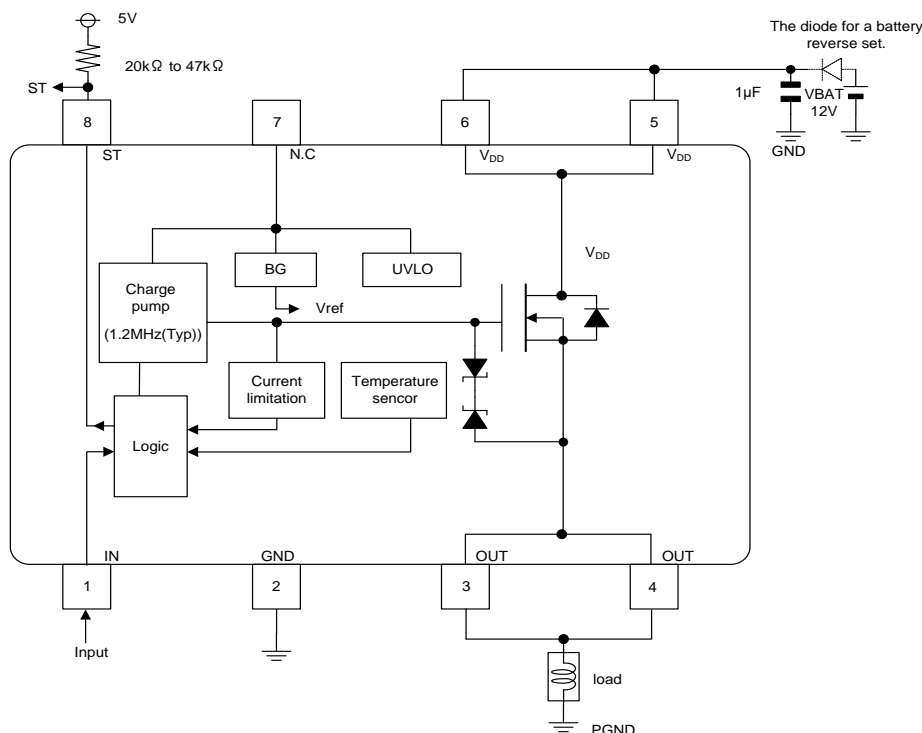 5V
The diode for a battery
reverse set.
20kΩ to 47kΩ
ST
1µF
VBAT
12V
GND
8
7
6
5
ST
N.C
VDD
VDD
VDD
BG
UVLO
Charge
pump
(1.2MHz(Typ))
Vref
Current
limitation
Temperature
sencor
Logic
IN
GND
OUT
OUT
1
2
3
4
Input
load
PGND